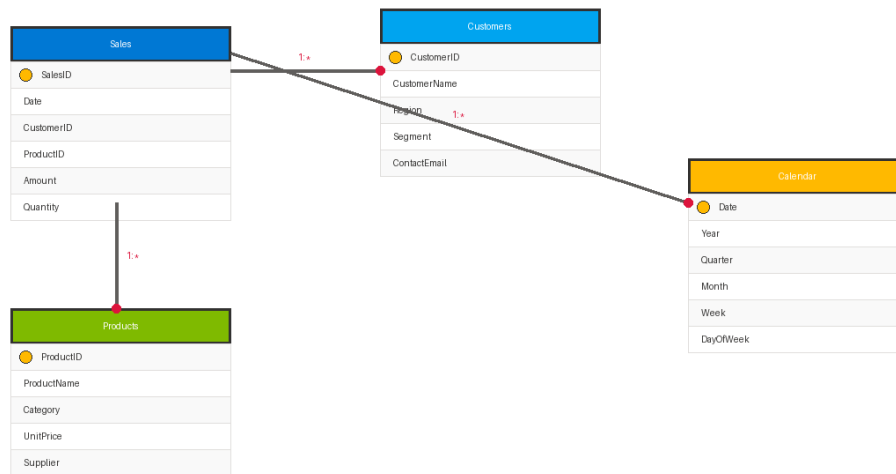 Sales
SalesID
Date
CustomerID
ProductID
Amount
Quantity
1:*
Customers
CustomerID
CustomerName
Region
Segment
ContactEmail
1:*
Calendar
Date
Year
Quarter
Month
Week
DayOfWeek
1:*
Products
ProductID
ProductName
Category
UnitPrice
Supplier